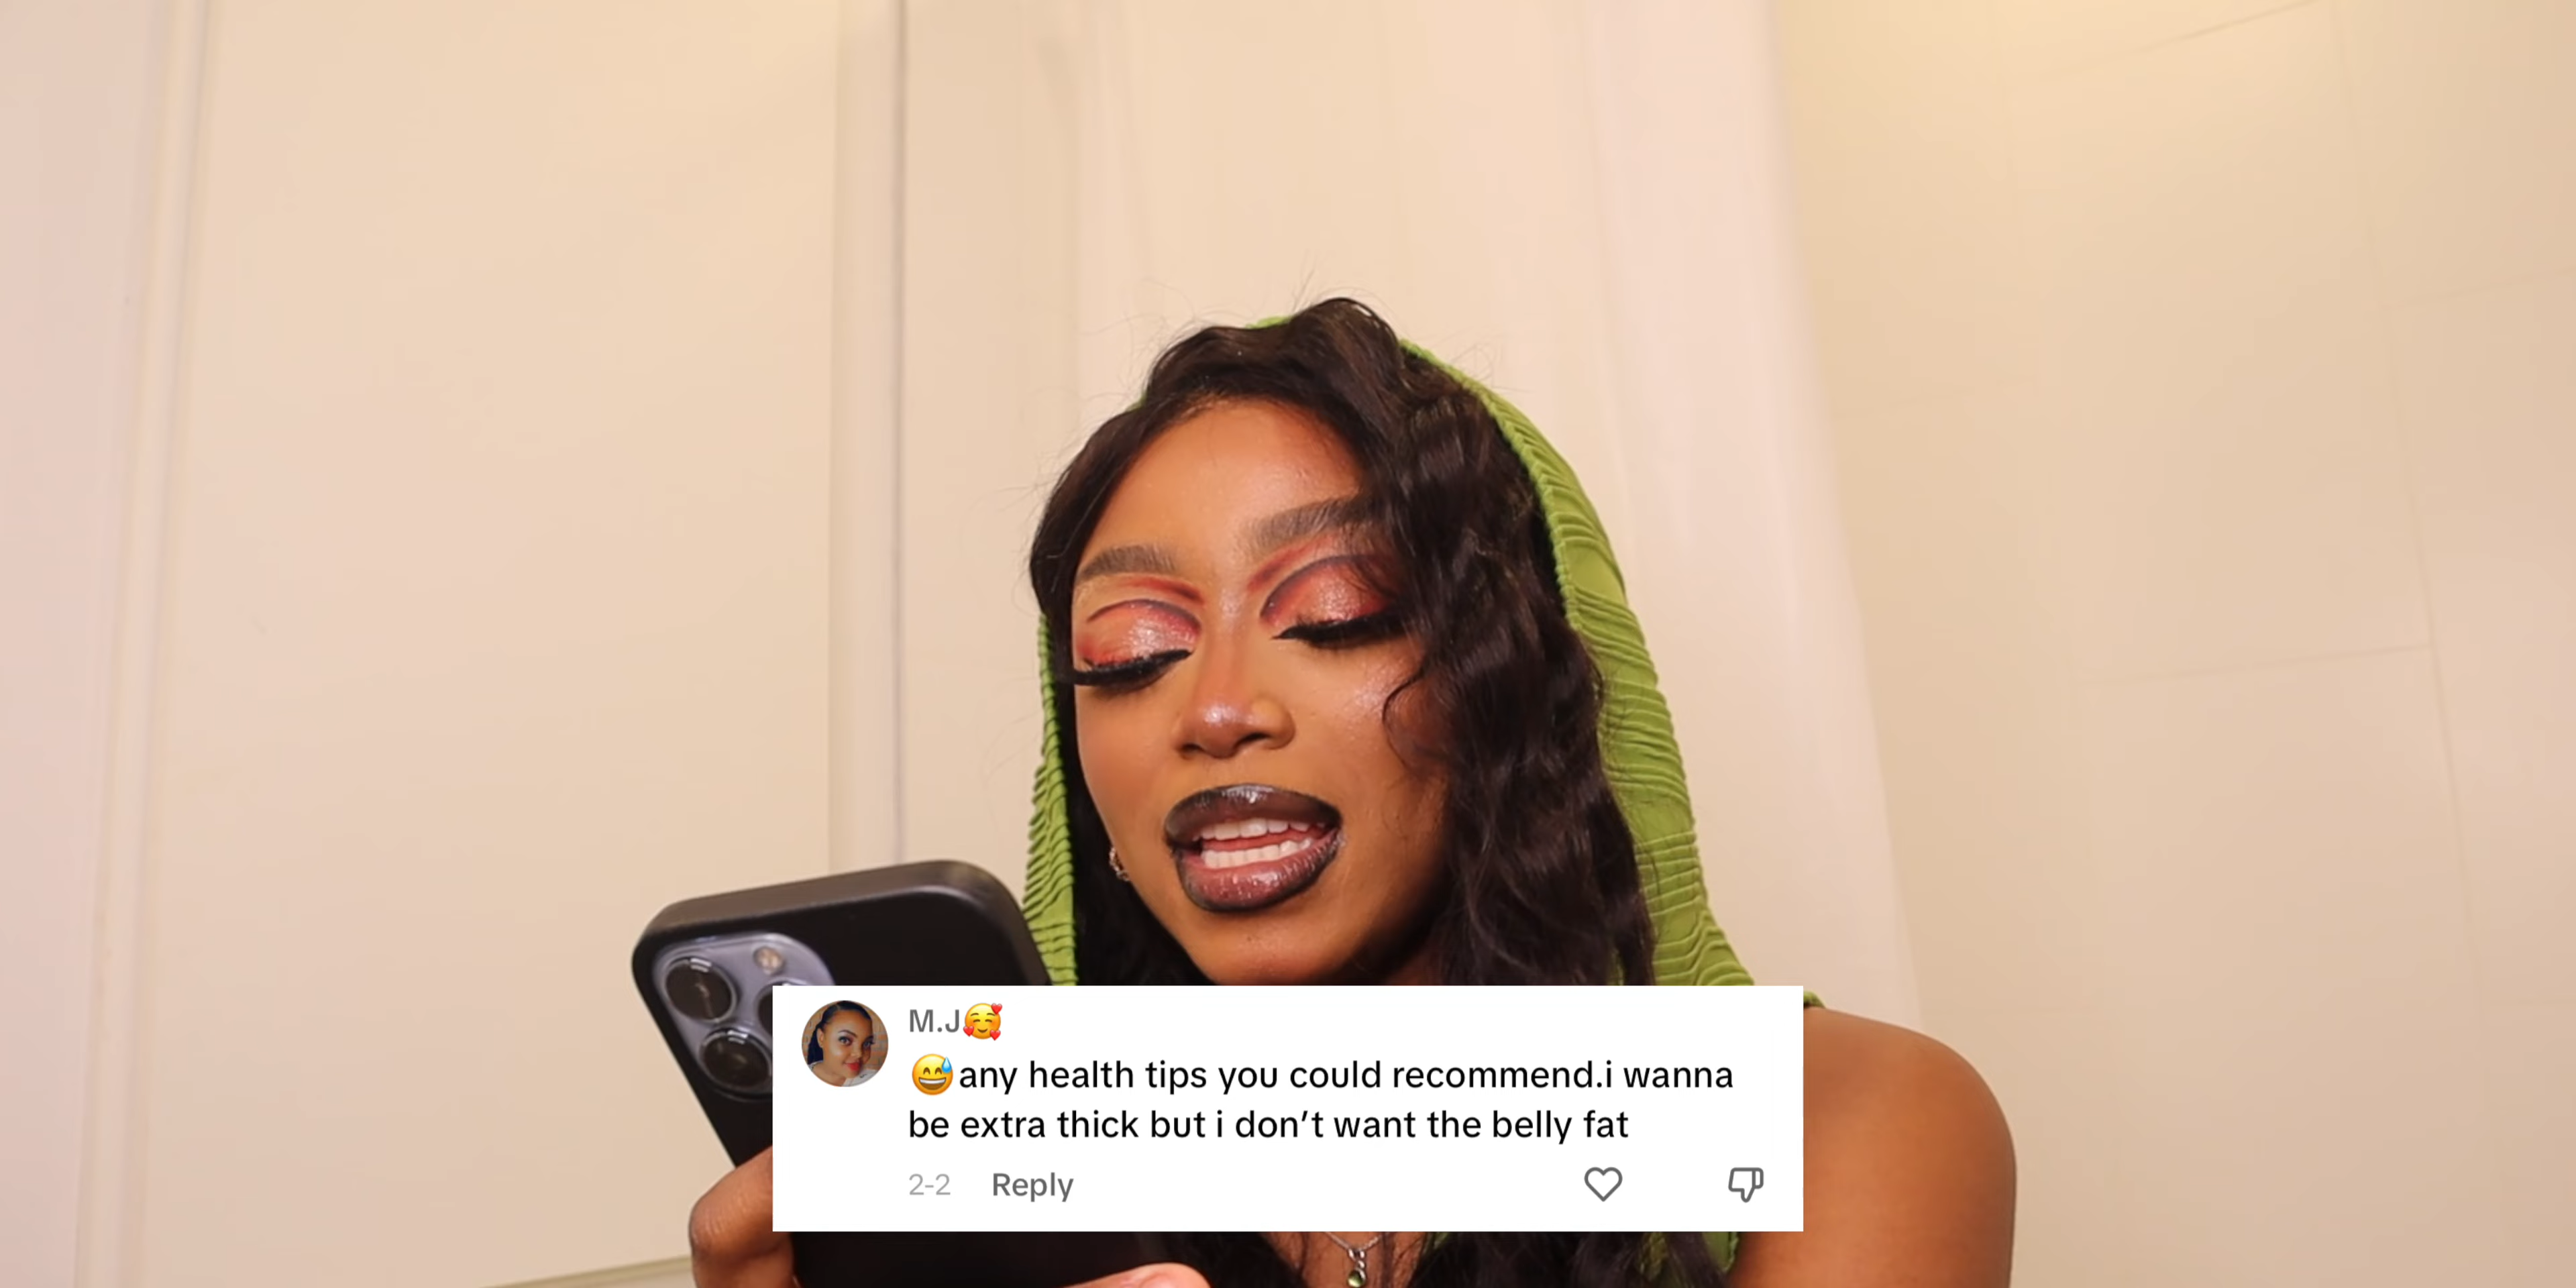 M.J🥰
😅any health tips you could recommend.i wanna
be extra thick but i don’t want the belly fat
2-2 Reply